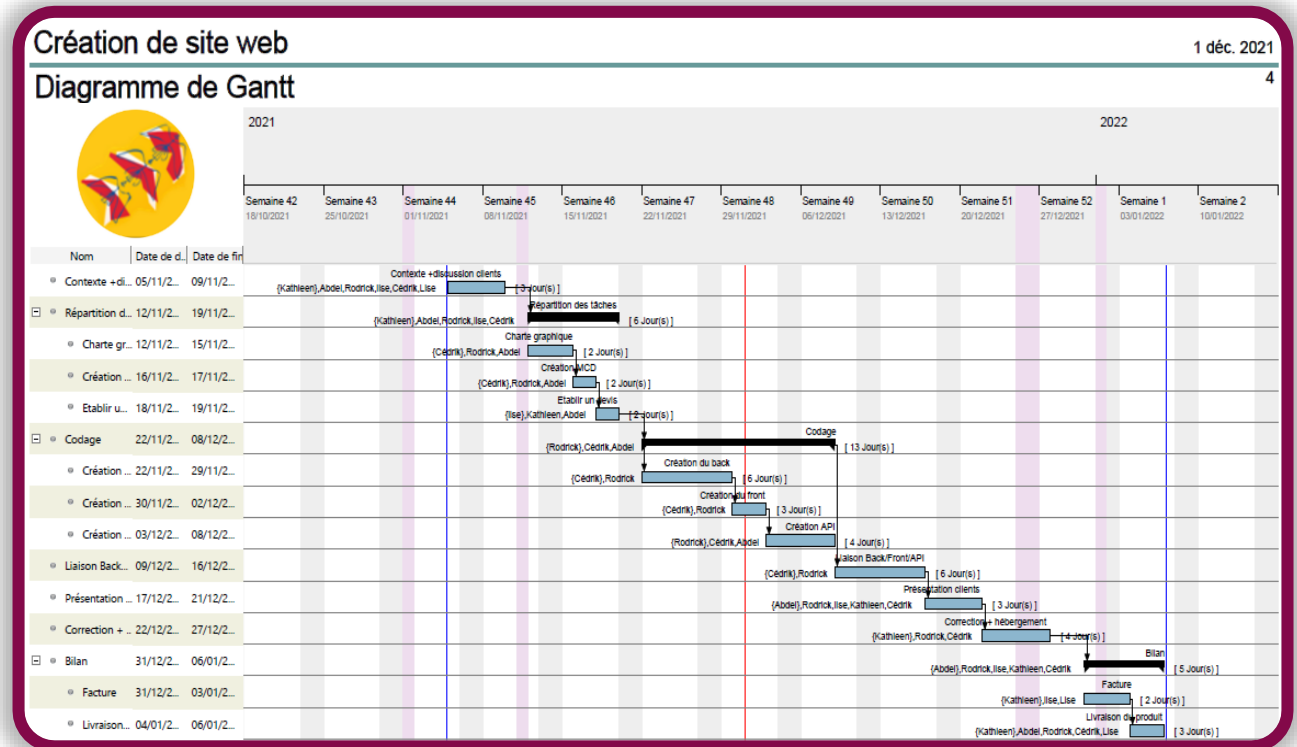 Création de site web
1 déc. 2021
Diagramme de Gantt
4
2021
2022
Semaine 42
Semaine 43
Semaine 44
Semaine 45
Semaine 46
Semaine 47
Semaine 48
Semaine 49
Semaine 50
Semaine 51
Semaine 52
Semaine 1
Semaine 2
18/10/2021
25/10/2021
01/11/2021
08/11/2021
15/11/2021
22/11/2021
29/11/2021
06/12/2021
13/12/2021
20/12/2021
27/12/2021
03/01/2022
10/01/2022
Nom Date de d.. Date de fin
Contexte +di... 05/11/2... 09/11/2...
Contexte +discussion clients
{Kathleen},Abdel,Rodrick,Ilse,Cédrik,Lise [ 3 Jour(s) ]
Répartition d... 12/11/2... 19/11/2...
Répartition des tâches
{Kathleen},Abdel,Rodrick,Ilse,Cédrik [ 6 Jour(s) ]
Charte gr... 12/11/2... 15/11/2...
Charte graphique
{Cédrik},Rodrick,Abdel [ 2 Jour(s) ]
Création ... 16/11/2... 17/11/2...
Création MCD
{Cédrik},Rodrick,Abdel [ 2 Jour(s) ]
Etablir u... 18/11/2... 19/11/2...
Etablir un devis
{Ilse},Kathleen,Abdel [ 2 Jour(s) ]
Codage 22/11/2... 08/12/2...
Codage
{Rodrick},Cédrik,Abdel [ 13 Jour(s) ]
Création ... 22/11/2... 29/11/2...
Création du back
{Cédrik},Rodrick [ 6 Jour(s) ]
Création ... 30/11/2... 02/12/2...
Création du front
{Cédrik},Rodrick [ 3 Jour(s) ]
Création ... 03/12/2... 08/12/2...
Création API
{Rodrick},Cédrik,Abdel [ 4 Jour(s) ]
Liaison Back... 09/12/2... 16/12/2...
Liaison Back/Front/API
{Cédrik},Rodrick [ 6 Jour(s) ]
Présentation ... 17/12/2... 21/12/2...
Présentation clients
{Abdel},Rodrick,Ilse,Kathleen,Cédrik [ 3 Jour(s) ]
Correction + .. 22/12/2... 27/12/2...
Correction + hébergement
{Kathleen},Rodrick,Cédrik [ 4 Jour(s) ]
Bilan 31/12/2... 06/01/2...
Bilan
{Abdel},Rodrick,Ilse,Kathleen,Cédrik [ 5 Jour(s) ]
Facture 31/12/2... 03/01/2...
Facture
{Kathleen},Ilse,Lise [ 2 Jour(s) ]
Livraison... 04/01/2... 06/01/2...
Livraison du produit
{Kathleen},Abdel,Rodrick,Cédrik,Lise [ 3 Jour(s) ]